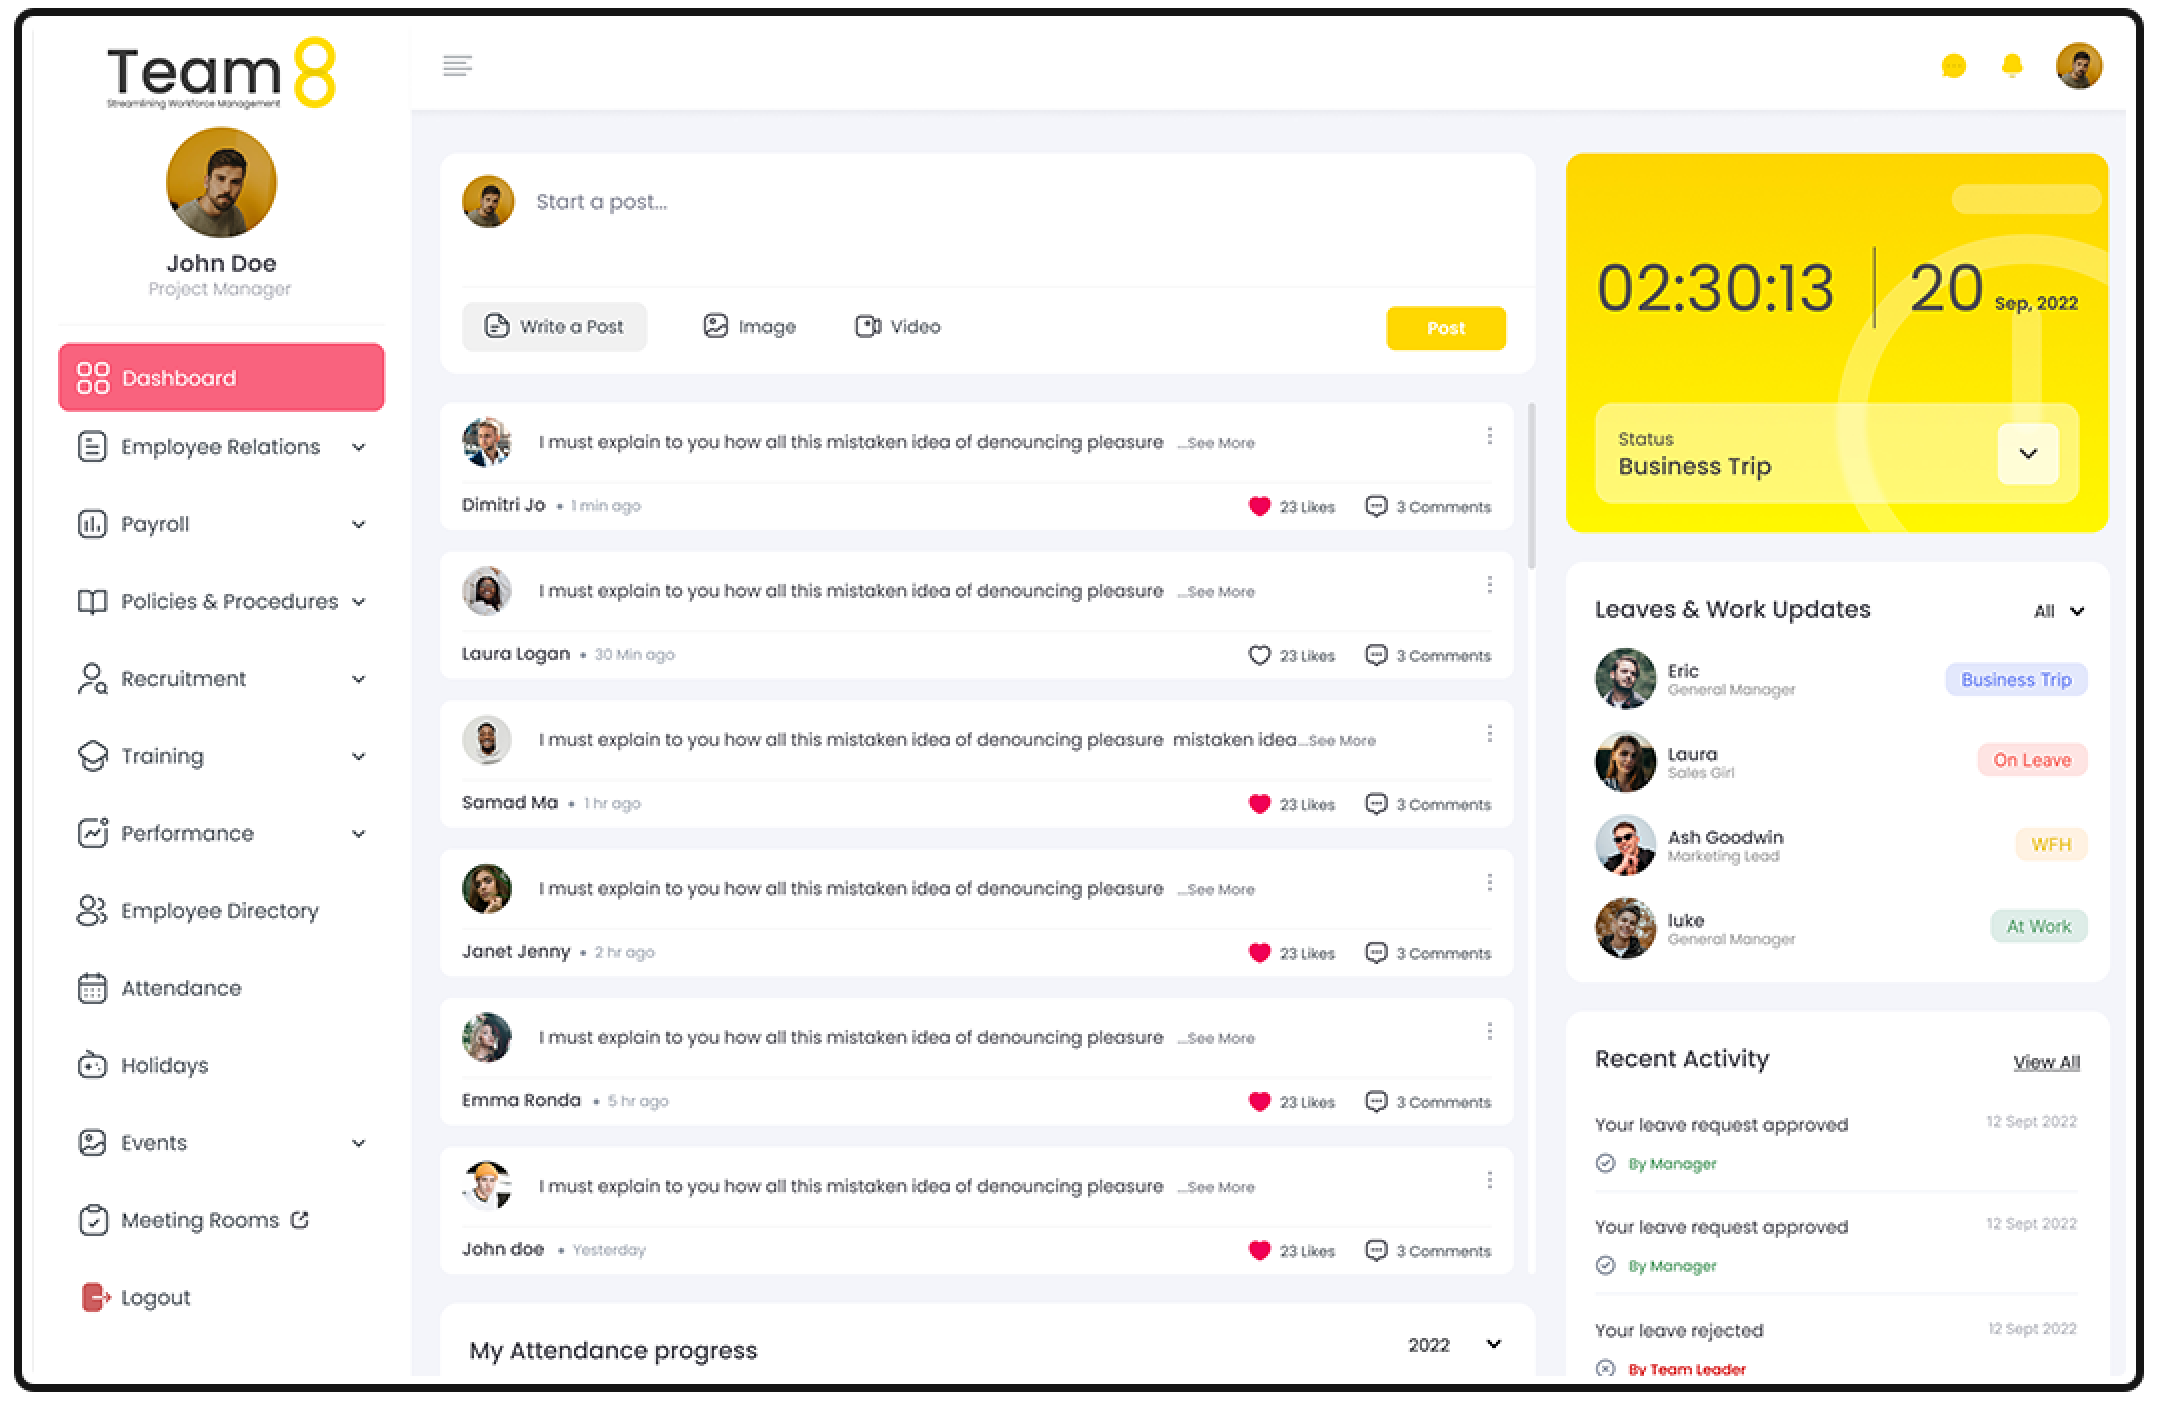 Team 8
Streamlining Workforce Management
John Doe
Project Manager
Dashboard
Employee Relations
Payroll
Policies & Procedures
Recruitment
Training
Performance
Employee Directory
Attendance
Holidays
Events
Meeting Rooms
Logout
Start a post...
Write a Post Image Video Post
I must explain to you how all this mistaken idea of denouncing pleasure ...See More
Dimitri Jo • 1 min ago 23 Likes 3 Comments
I must explain to you how all this mistaken idea of denouncing pleasure ...See More
Laura Logan • 30 Min ago 23 Likes 3 Comments
I must explain to you how all this mistaken idea of denouncing pleasure mistaken idea...See More
Samad Ma • 1 hr ago 23 Likes 3 Comments
I must explain to you how all this mistaken idea of denouncing pleasure ...See More
Janet Jenny • 2 hr ago 23 Likes 3 Comments
I must explain to you how all this mistaken idea of denouncing pleasure ...See More
Emma Ronda • 5 hr ago 23 Likes 3 Comments
I must explain to you how all this mistaken idea of denouncing pleasure ...See More
John doe • Yesterday 23 Likes 3 Comments
My Attendance progress 2022
02:30:13 20 Sep, 2022
Status
Business Trip
Leaves & Work Updates All
Eric
General Manager
Business Trip
Laura
Sales Girl
On Leave
Ash Goodwin
Marketing Lead
WFH
luke
General Manager
At Work
Recent Activity View All
Your leave request approved 12 Sept 2022
By Manager
Your leave request approved 12 Sept 2022
By Manager
Your leave rejected 12 Sept 2022
By Team Leader